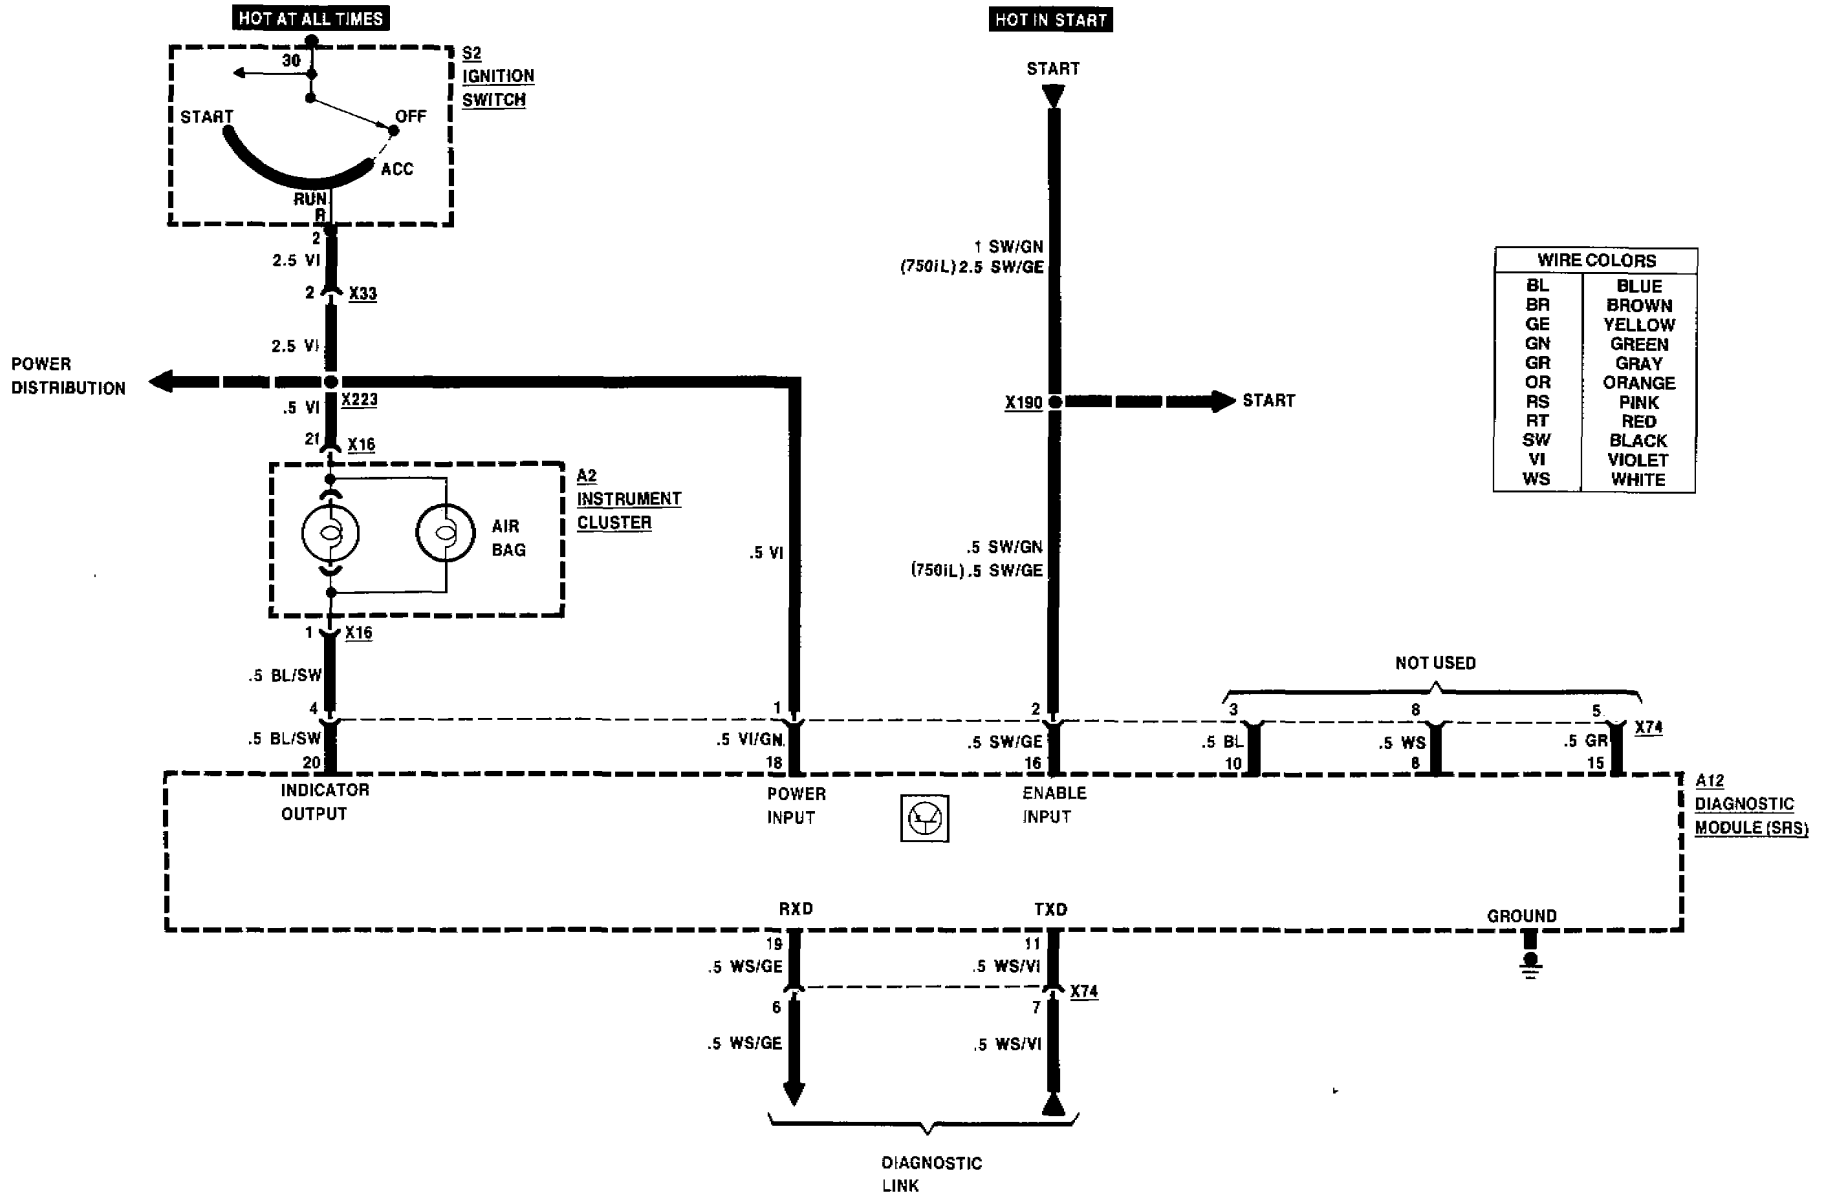 HOT AT ALL TIMES
HOT IN START
30
S2
IGNITION
SWITCH
START
OFF
ACC
RUN
R
2
2.5 VI
2
X33
2.5 VI
POWER
DISTRIBUTION
X223
.5 VI
21
X16
A2
INSTRUMENT
CLUSTER
AIR
BAG
1
X16
.5 BL/SW
4
.5 BL/SW
20
INDICATOR
OUTPUT
.5 VI
1
.5 VI/GN
18
POWER
INPUT
START
1 SW/GN
(750iL) 2.5 SW/GE
X190
START
.5 SW/GN
(750iL) .5 SW/GE
2
.5 SW/GE
16
ENABLE
INPUT
WIRE COLORS
BL BLUE
BR BROWN
GE YELLOW
GN GREEN
GR GRAY
OR ORANGE
RS PINK
RT RED
SW BLACK
VI VIOLET
WS WHITE
NOT USED
3
8
5
X74
.5 BL
.5 WS
.5 GR
10
8
15
A12
DIAGNOSTIC
MODULE (SRS)
RXD
TXD
GROUND
19
11
.5 WS/GE
.5 WS/VI
X74
6
7
.5 WS/GE
.5 WS/VI
DIAGNOSTIC
LINK